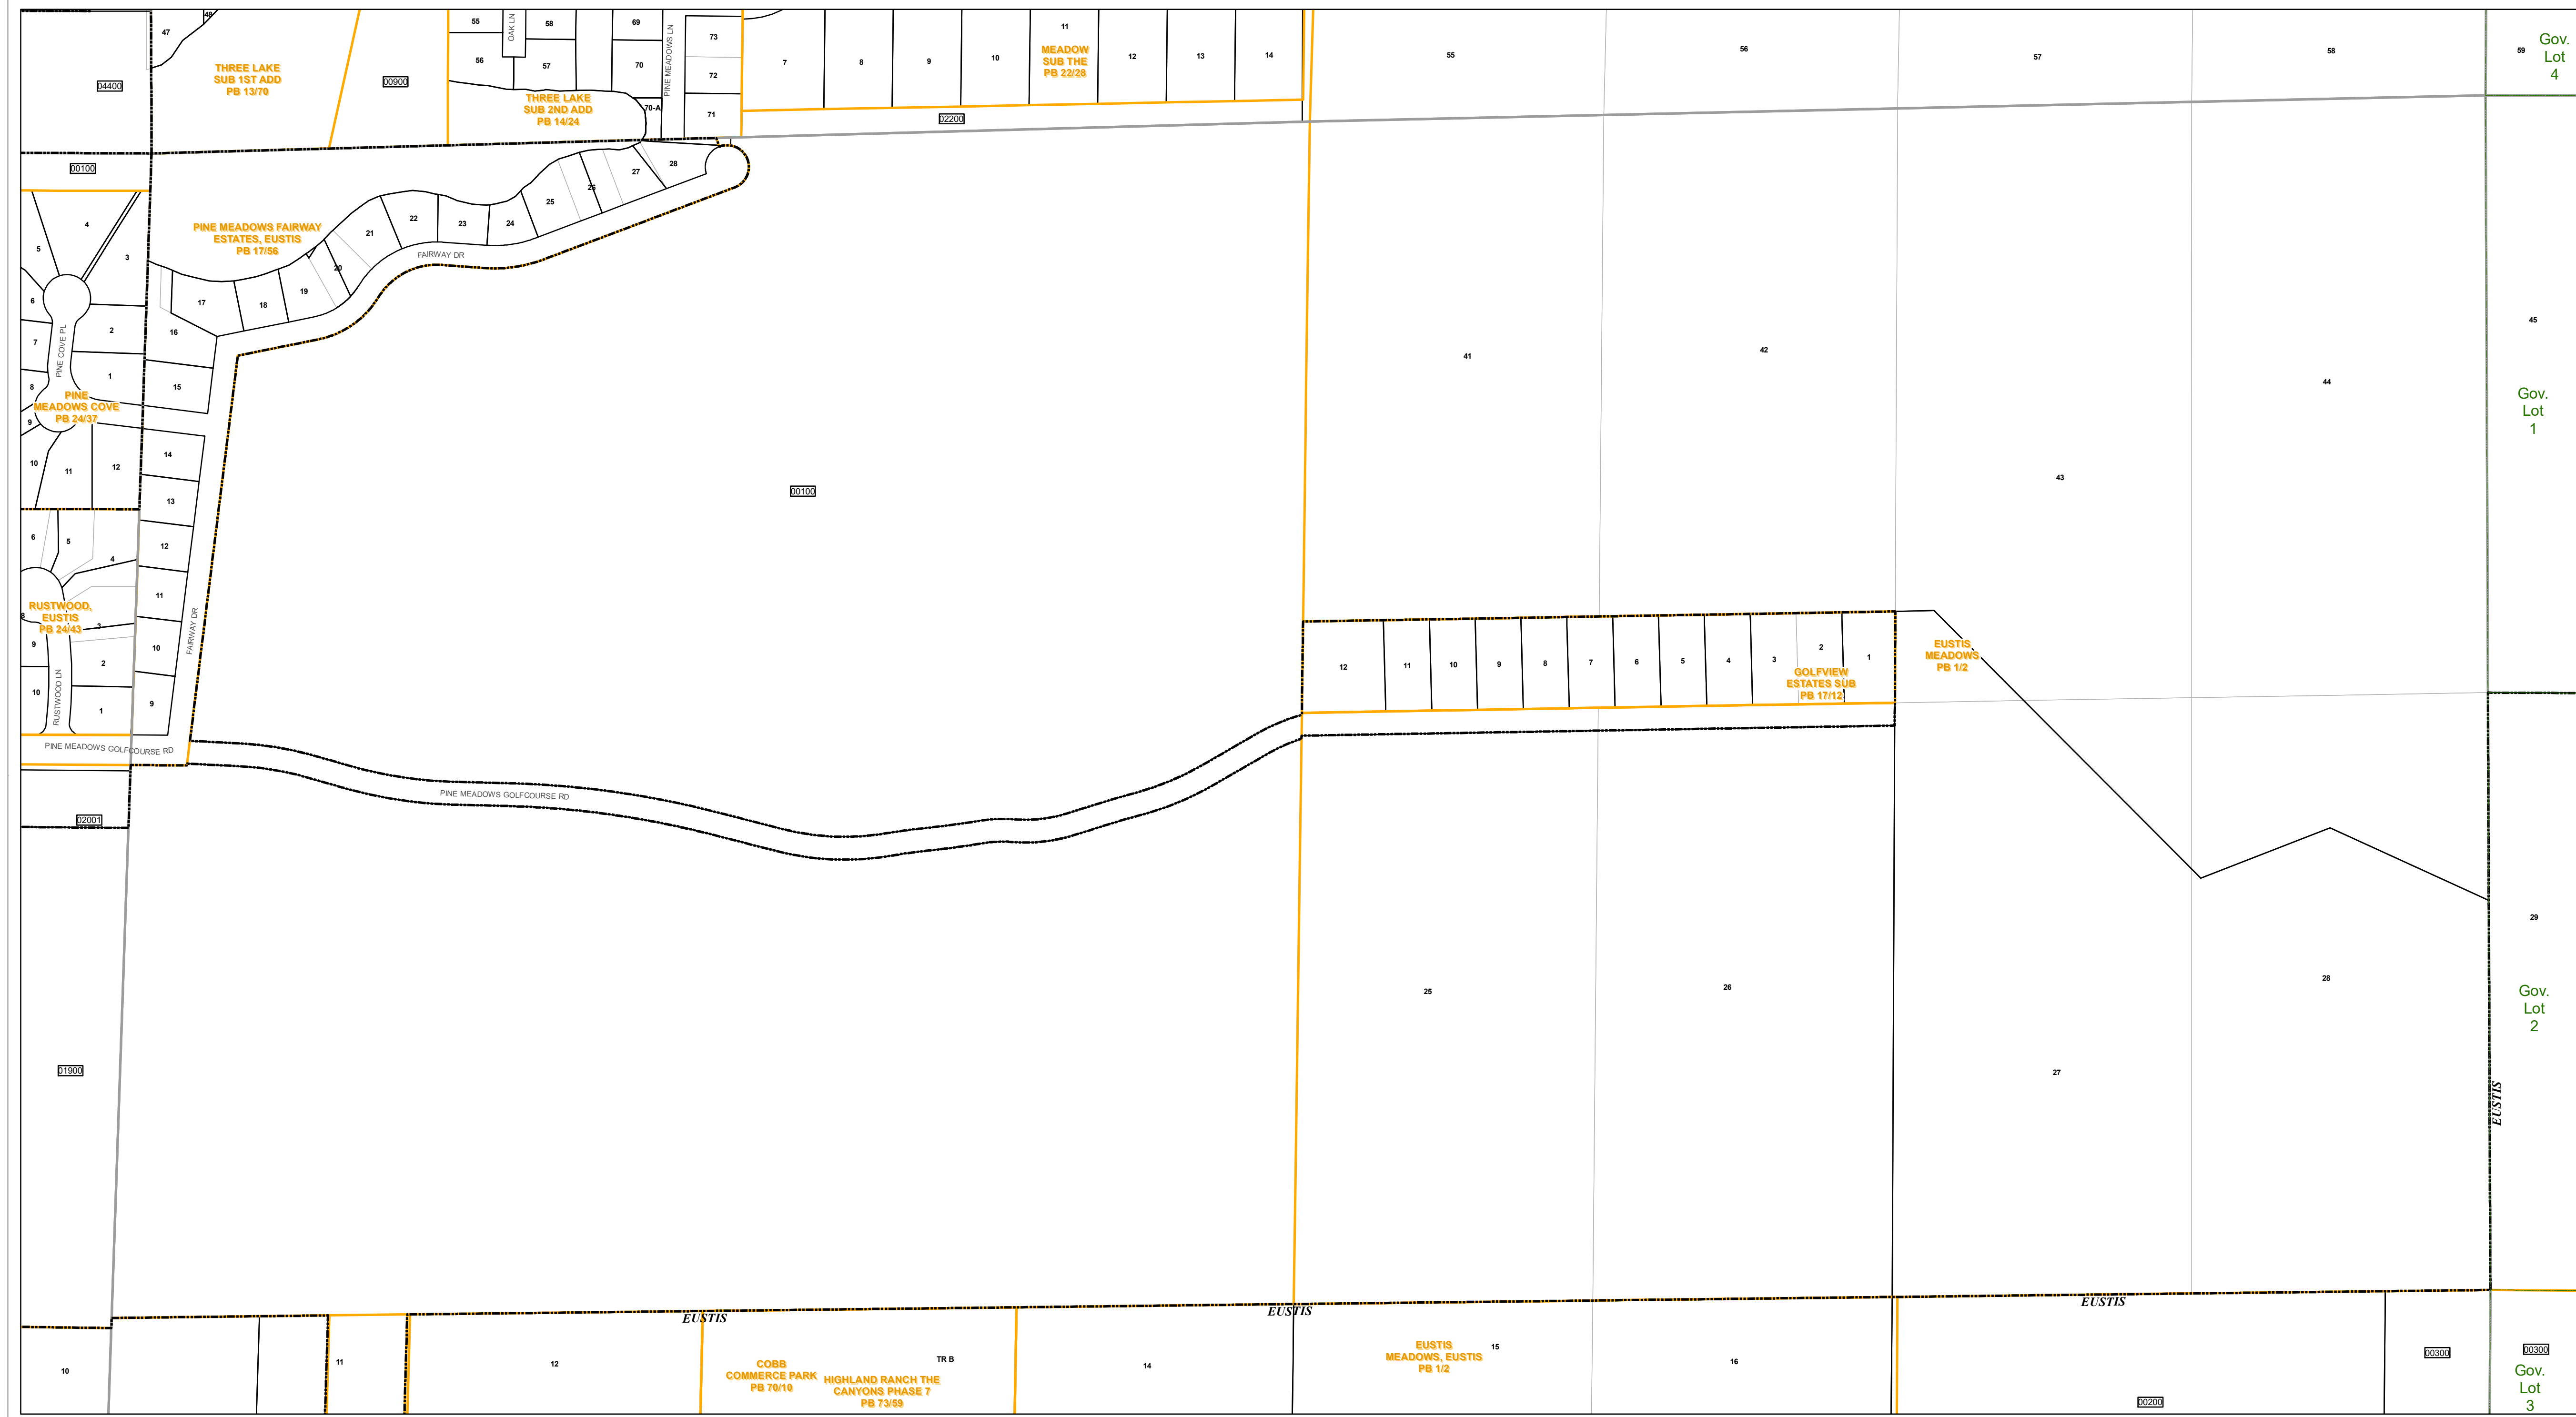 47
48
04400
THREE LAKE
SUB 1ST ADD
PB 13/70
00900
55
OAK LN
58
56
57
THREE LAKE
SUB 2ND ADD
PB 14/24
69
70
70-A
PINE MEADOWS LN
73
72
71
7
8
9
10
11
MEADOW
SUB THE
PB 22/28
12
13
14
02200
55
56
57
58
59
Gov.
Lot
4
00100
4
5
3
6
2
7
PINE COVE PL
1
8
PINE
MEADOWS COVE
PB 24/37
9
10
11
12
PINE MEADOWS FAIRWAY
ESTATES, EUSTIS
PB 17/56
28
27
26
25
24
23
22
21
20
19
18
17
16
15
14
13
12
11
10
9
FAIRWAY DR
FAIRWAY DR
6
5
4
RUSTWOOD,
EUSTIS
PB 24/43
8
3
9
2
10
1
RUSTWOOD LN
PINE MEADOWS GOLFCOURSE RD
02001
01900
00100
PINE MEADOWS GOLFCOURSE RD
41
42
43
44
45
Gov.
Lot
1
12
11
10
9
8
7
6
5
4
3
2
1
GOLFVIEW
ESTATES SUB
PB 17/12
EUSTIS
MEADOWS
PB 1/2
25
26
27
28
29
Gov.
Lot
2
EUSTIS
EUSTIS
EUSTIS
EUSTIS
10
11
12
COBB
COMMERCE PARK
PB 70/10
TR B
HIGHLAND RANCH THE
CANYONS PHASE 7
PB 73/59
14
EUSTIS
MEADOWS, EUSTIS
PB 1/2
15
16
00200
00300
00300
Gov.
Lot
3